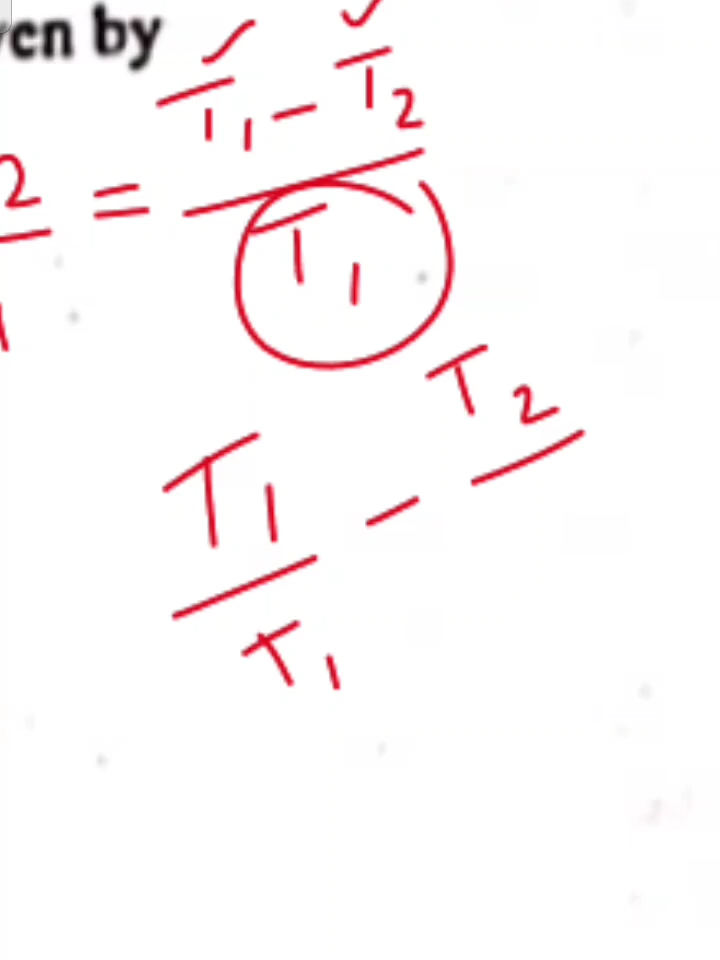 en by
T1 - T2
2 = 
T1
T2
T1 -
T1